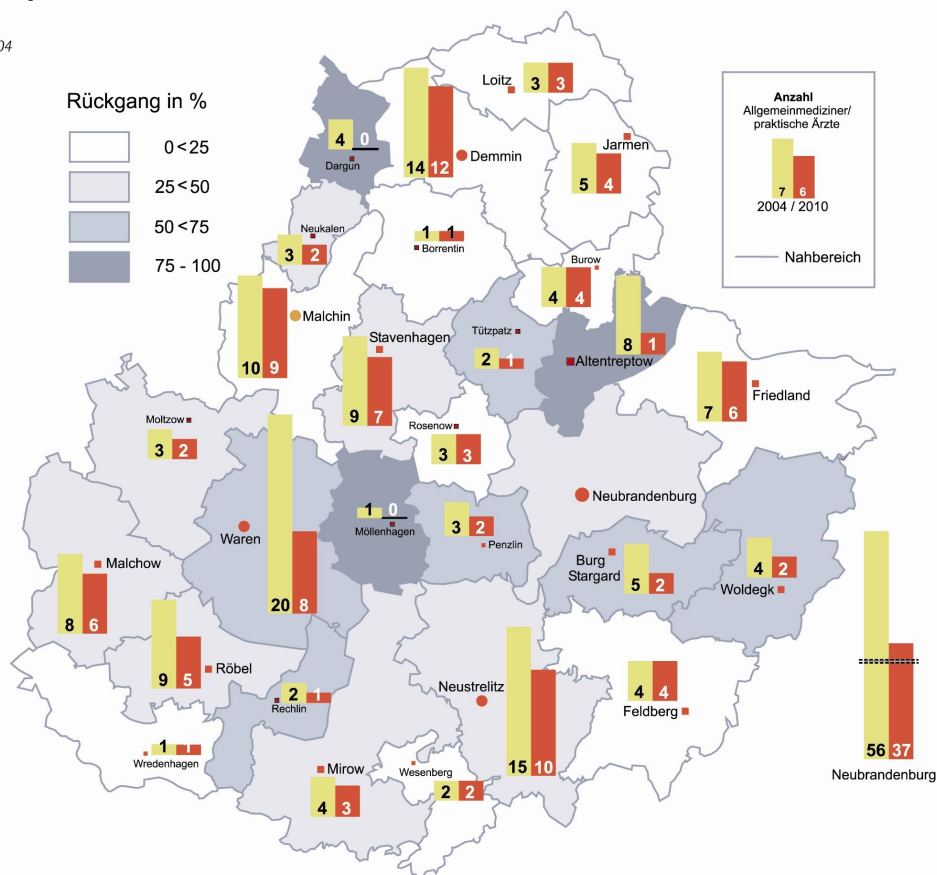 04
Rückgang in %
0<25
25<50
50<75
75 - 100
Anzahl
Allgemeinmediziner/
praktische Ärzte
7 6
2004 / 2010
Nahbereich
Loitz
3 3
Jarmen
5 4
Demmin
14 12
4 0
Dargun
Neukalen
3 2
1 1
Borrentin
Burow
4 4
Malchin
10 9
Stavenhagen
9 7
Tützpatz
2 1
8 1
Altentreptow
7 6
Friedland
Moltzow
3 2
Rosenow
3 3
Neubrandenburg
Waren
20 8
1 0
Möllenhagen
3 2
Penzlin
Burg
Stargard
5 2
4 2
Woldegk
Malchow
8 6
Röbel
9 5
2 1
Rechlin
Neustrelitz
15 10
4 4
Feldberg
1 1
Wredenhagen
Mirow
4 3
Wesenberg
2 2
56 37
Neubrandenburg